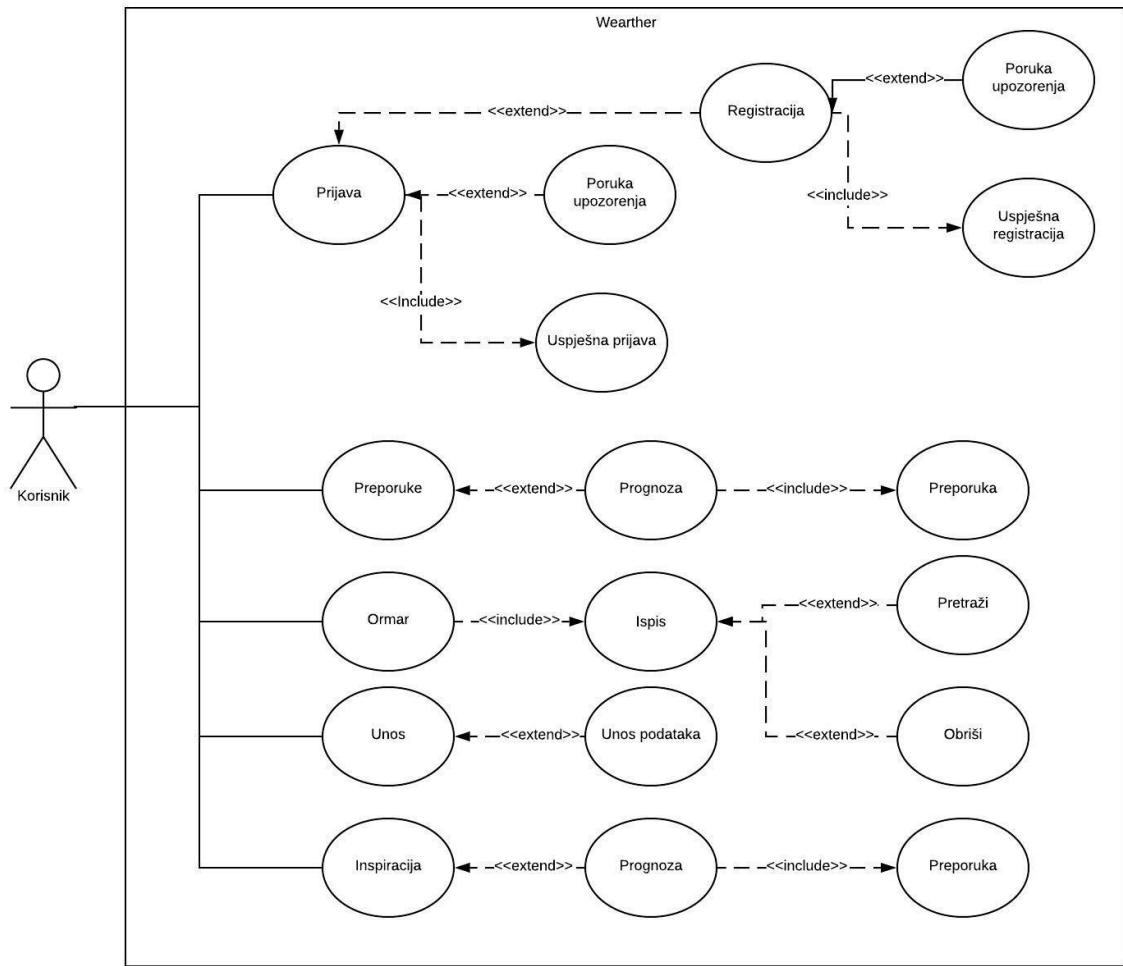 Wearther
Poruka
upozorenja
<<extend>>
Registracija
<<extend>>
Prijava
<<extend>>
Poruka
upozorenja
<<include>>
Uspješna
registracija
<<Include>>
Uspješna prijava
Korisnik
Preporuke
<<extend>>
Prognoza
<<include>>
Preporuka
Ormar
<<include>>
Ispis
<<extend>>
Pretraži
Unos
<<extend>>
Unos podataka
<<extend>>
Obriši
Inspiracija
<<extend>>
Prognoza
<<include>>
Preporuka